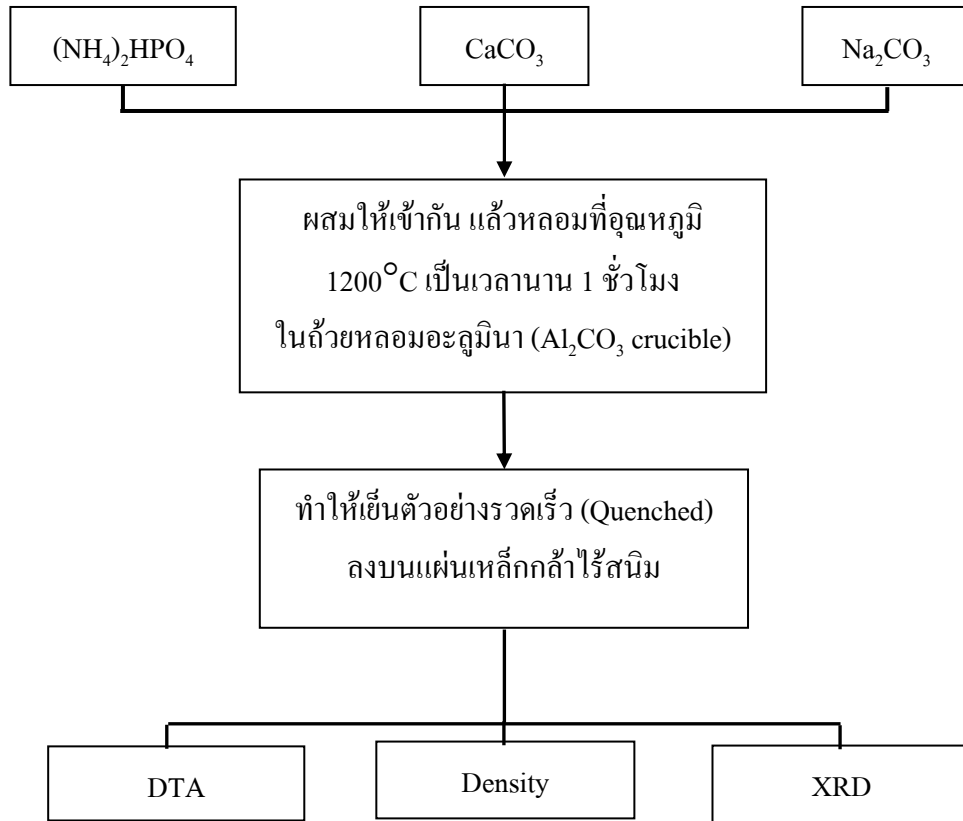 (NH₄)₂HPO₄
CaCO₃
Na₂CO₃
ผสมให้เข้ากัน แล้วหลอมที่อุณหภูมิ
1200°C เป็นเวลานาน 1 ชั่วโมง
ในถ้วยหลอมอะลูมินา (Al₂CO₃ crucible)
ทำให้เย็นตัวอย่างรวดเร็ว (Quenched)
ลงบนแผ่นเหล็กกล้าไร้สนิม
DTA
Density
XRD